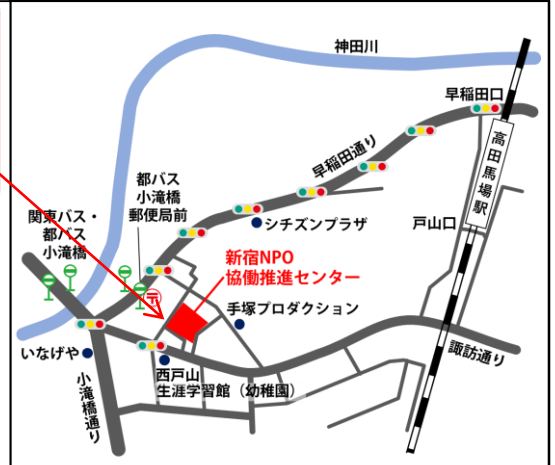 神田川
早稲田口
早稲田通り
高田馬場駅
都バス
小滝橋
郵便局前
関東バス・
都バス
小滝橋
シチズンプラザ
戸山口
新宿NPO
協働推進センター
〒
手塚プロダクション
いなげや
西戸山
生涯学習館（幼稚園）
諏訪通り
小滝橋通り